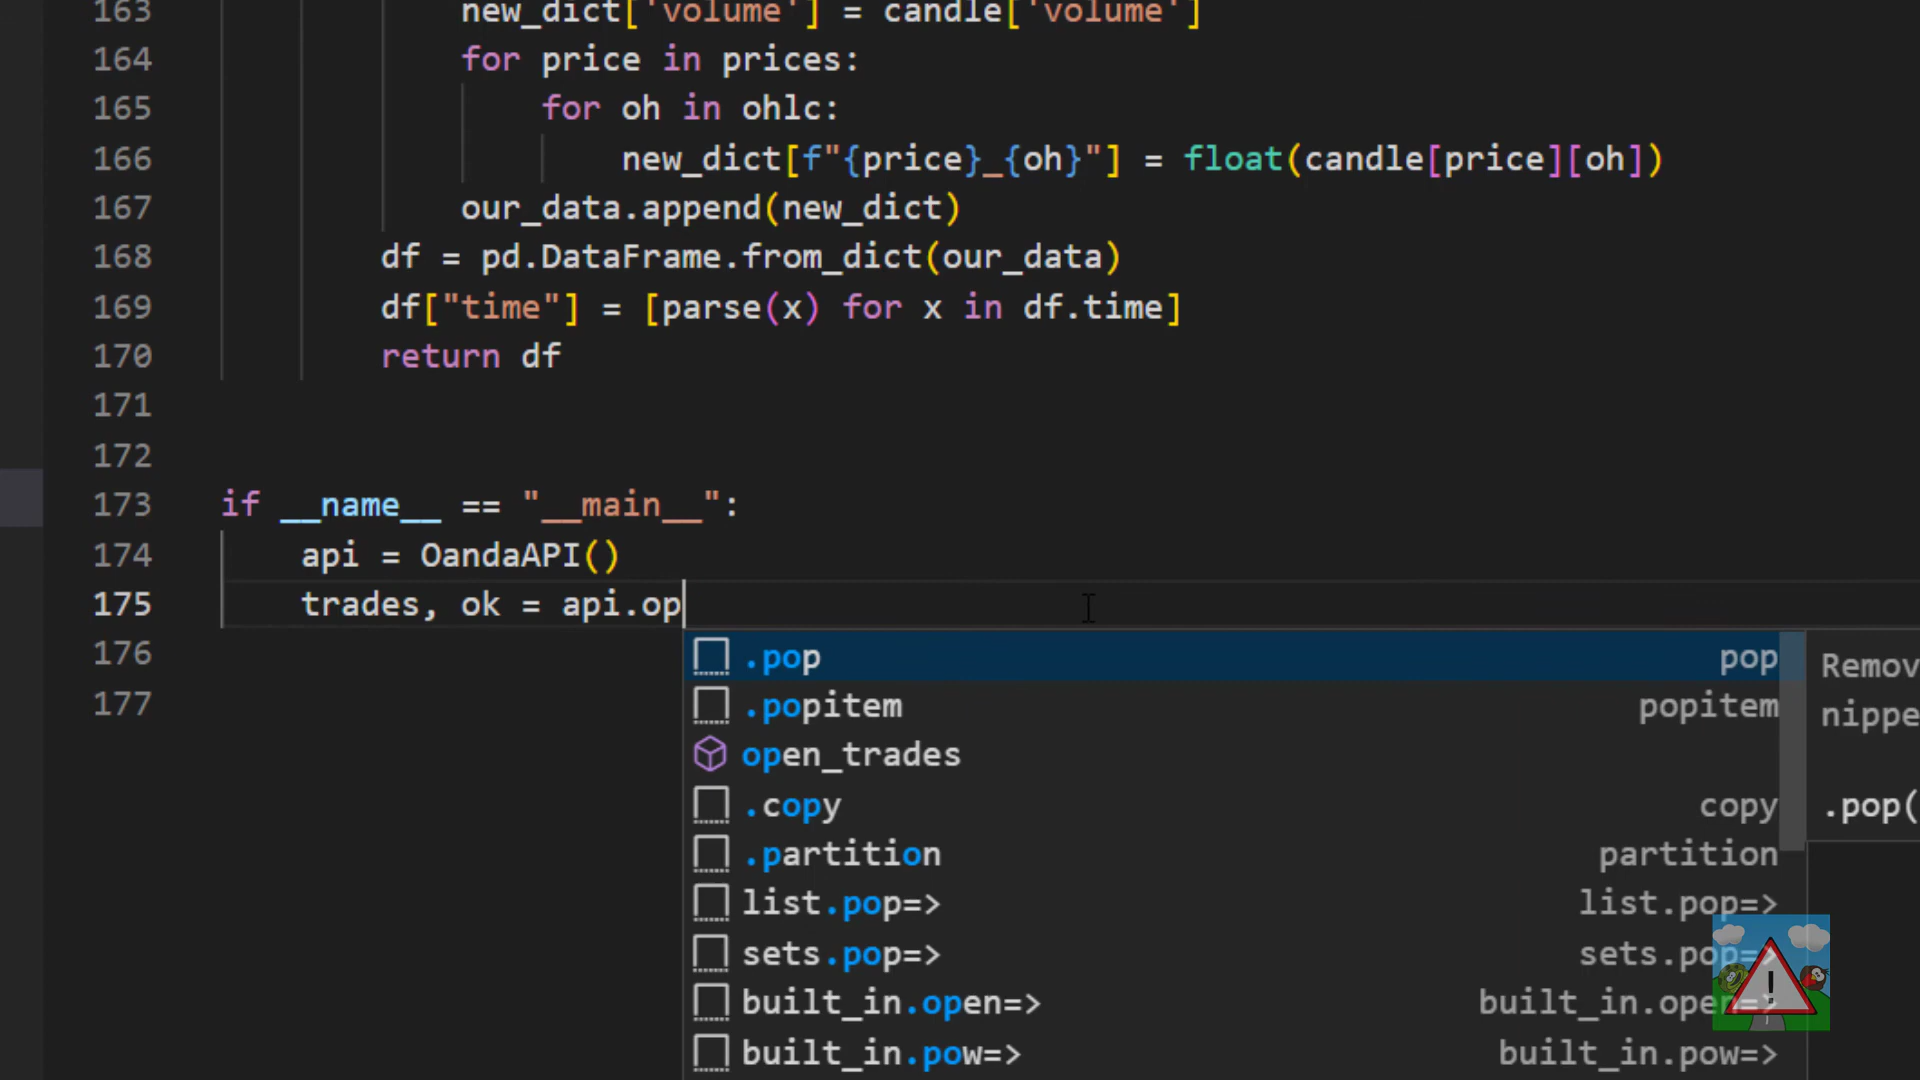 163 new_dict['volume'] = candle['volume']
164 for price in prices:
165 for oh in ohlc:
166 new_dict[f"{price}_{oh}"] = float(candle[price][oh])
167 our_data.append(new_dict)
168 df = pd.DataFrame.from_dict(our_data)
169 df["time"] = [parse(x) for x in df.time]
170 return df
171
172
173 if __name__ == "__main__":
174 api = OandaAPI()
175 trades, ok = api.op
176
177
.pop pop
.popitem popitem
open_trades
.copy copy
.partition partition
list.pop=> list.pop=>
sets.pop=> sets.pop=>
built_in.open=> built_in.open=>
built_in.pow=> built_in.pow=>
Remov
nippe
.pop(
!